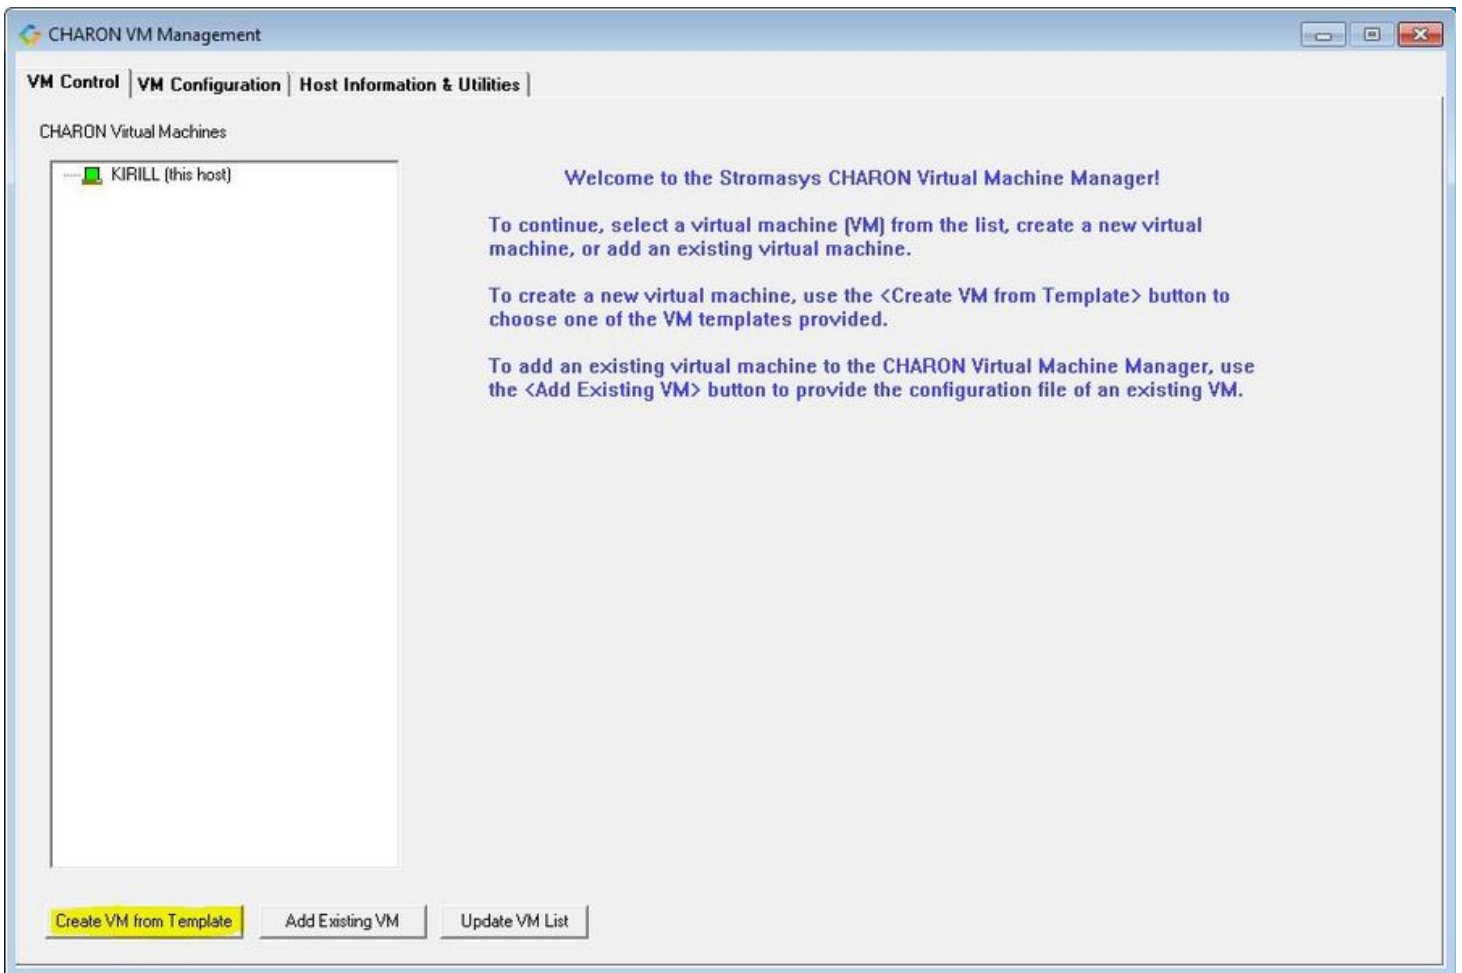 CHARON VM Management
VM Control
VM Configuration
Host Information & Utilities
CHARON Virtual Machines
KIRILL (this host)
Welcome to the Stromasys CHARON Virtual Machine Manager!
To continue, select a virtual machine (VM) from the list, create a new virtual
machine, or add an existing virtual machine.
To create a new virtual machine, use the <Create VM from Template> button to
choose one of the VM templates provided.
To add an existing virtual machine to the CHARON Virtual Machine Manager, use
the <Add Existing VM> button to provide the configuration file of an existing VM.
Create VM from Template
Add Existing VM
Update VM List